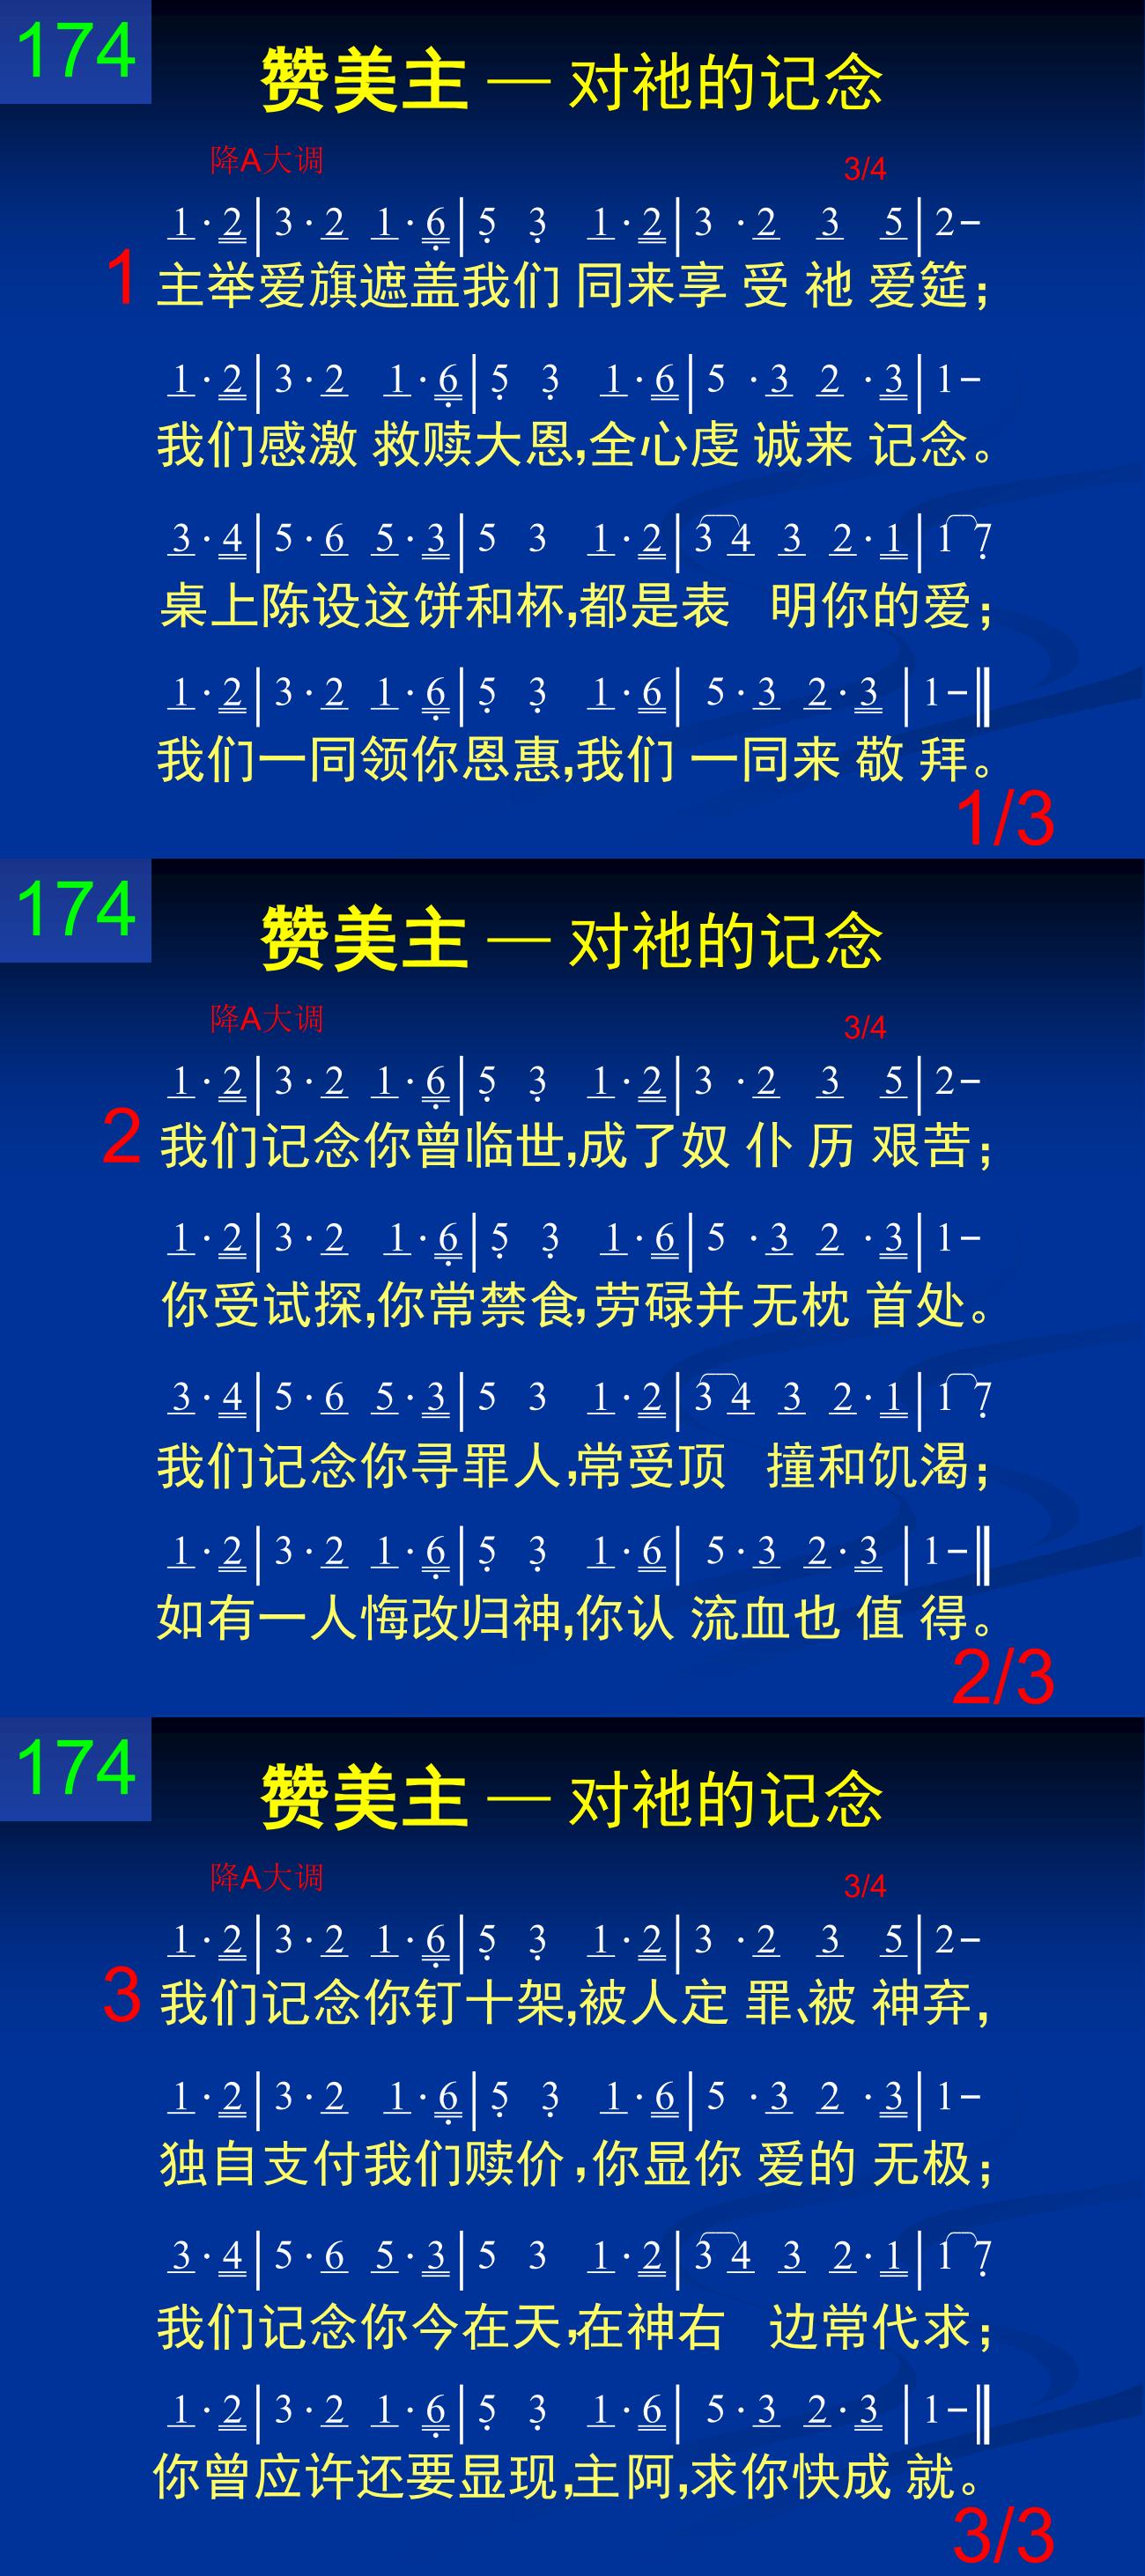 174
赞美主 — 对祂的记念
降A大调 3/4
1·2|3·2 1·6|5 3 1·2|3 ·2 3 5|2–
1 主举爱旗遮盖我们 同来享 受 祂 爱筵；
1·2|3·2 1·6|5 3 1·6|5 ·3 2 ·3|1–
我们感激 救赎大恩,全心虔 诚来 记念。
3·4|5·6 5·3|5 3 1·2|3 4 3 2·1|1 7
桌上陈设这饼和杯,都是表 明你的爱；
1·2|3·2 1·6|5 3 1·6| 5·3 2·3 |1–‖
我们一同领你恩惠,我们 一同来 敬 拜。
1/3
174
赞美主 — 对祂的记念
降A大调 3/4
1·2|3·2 1·6|5 3 1·2|3 ·2 3 5|2–
2 我们记念你曾临世,成了奴 仆 历 艰苦；
1·2|3·2 1·6|5 3 1·6|5 ·3 2 ·3|1–
你受试探,你常禁食,劳碌并无枕 首处。
3·4|5·6 5·3|5 3 1·2|3 4 3 2·1|1 7
我们记念你寻罪人,常受顶 撞和饥渴；
1·2|3·2 1·6|5 3 1·6| 5·3 2·3 |1–‖
如有一人悔改归神,你认 流血也 值 得。
2/3
174
赞美主 — 对祂的记念
降A大调 3/4
1·2|3·2 1·6|5 3 1·2|3 ·2 3 5|2–
3 我们记念你钉十架,被人定 罪、被 神弃，
1·2|3·2 1·6|5 3 1·6|5 ·3 2 ·3|1–
独自支付我们赎价,你显你 爱的 无极；
3·4|5·6 5·3|5 3 1·2|3 4 3 2·1|1 7
我们记念你今在天,在神右 边常代求；
1·2|3·2 1·6|5 3 1·6| 5·3 2·3 |1–‖
你曾应许还要显现,主阿,求你快成 就。
3/3